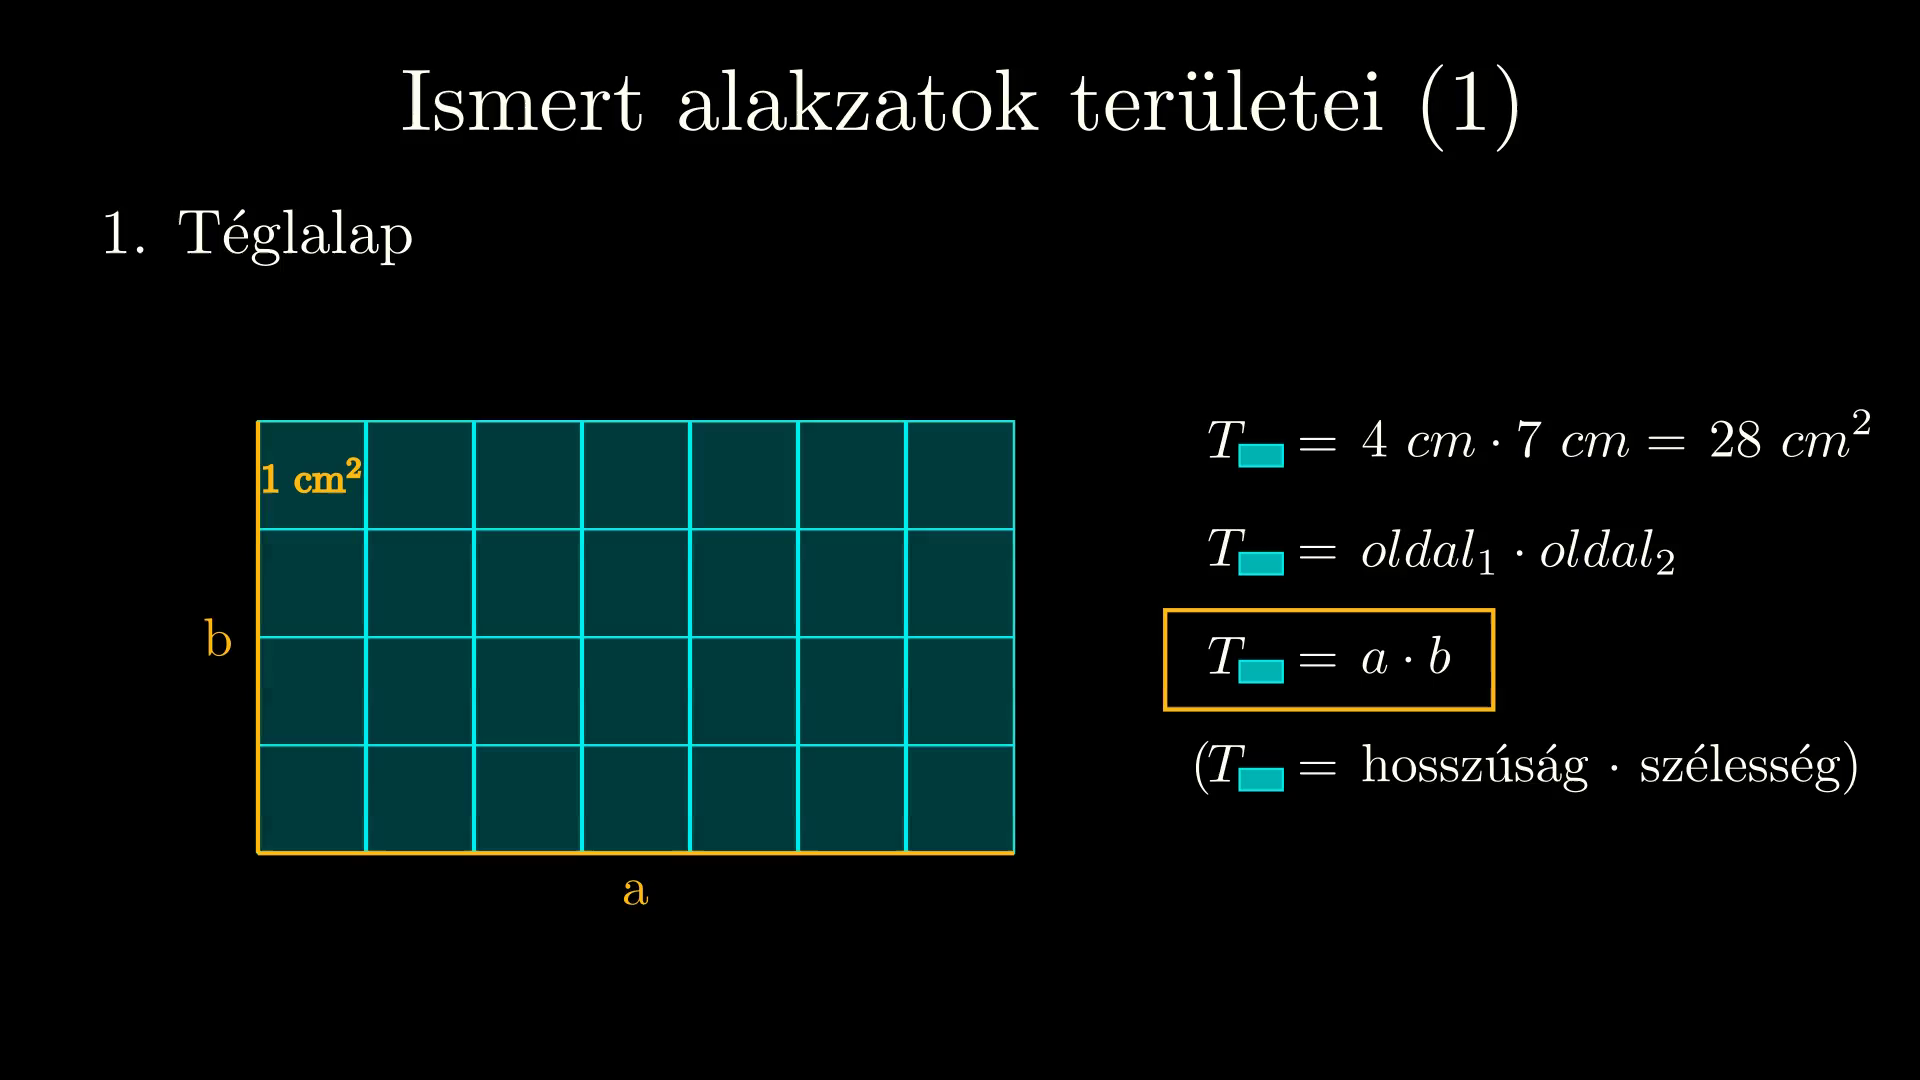 Ismert alakzatok területei (1)
1. Téglalap
1 cm²
b
a
T = 4 cm · 7 cm = 28 cm²
T = oldal₁ · oldal₂
T = a · b
(T = hosszúság · szélesség)